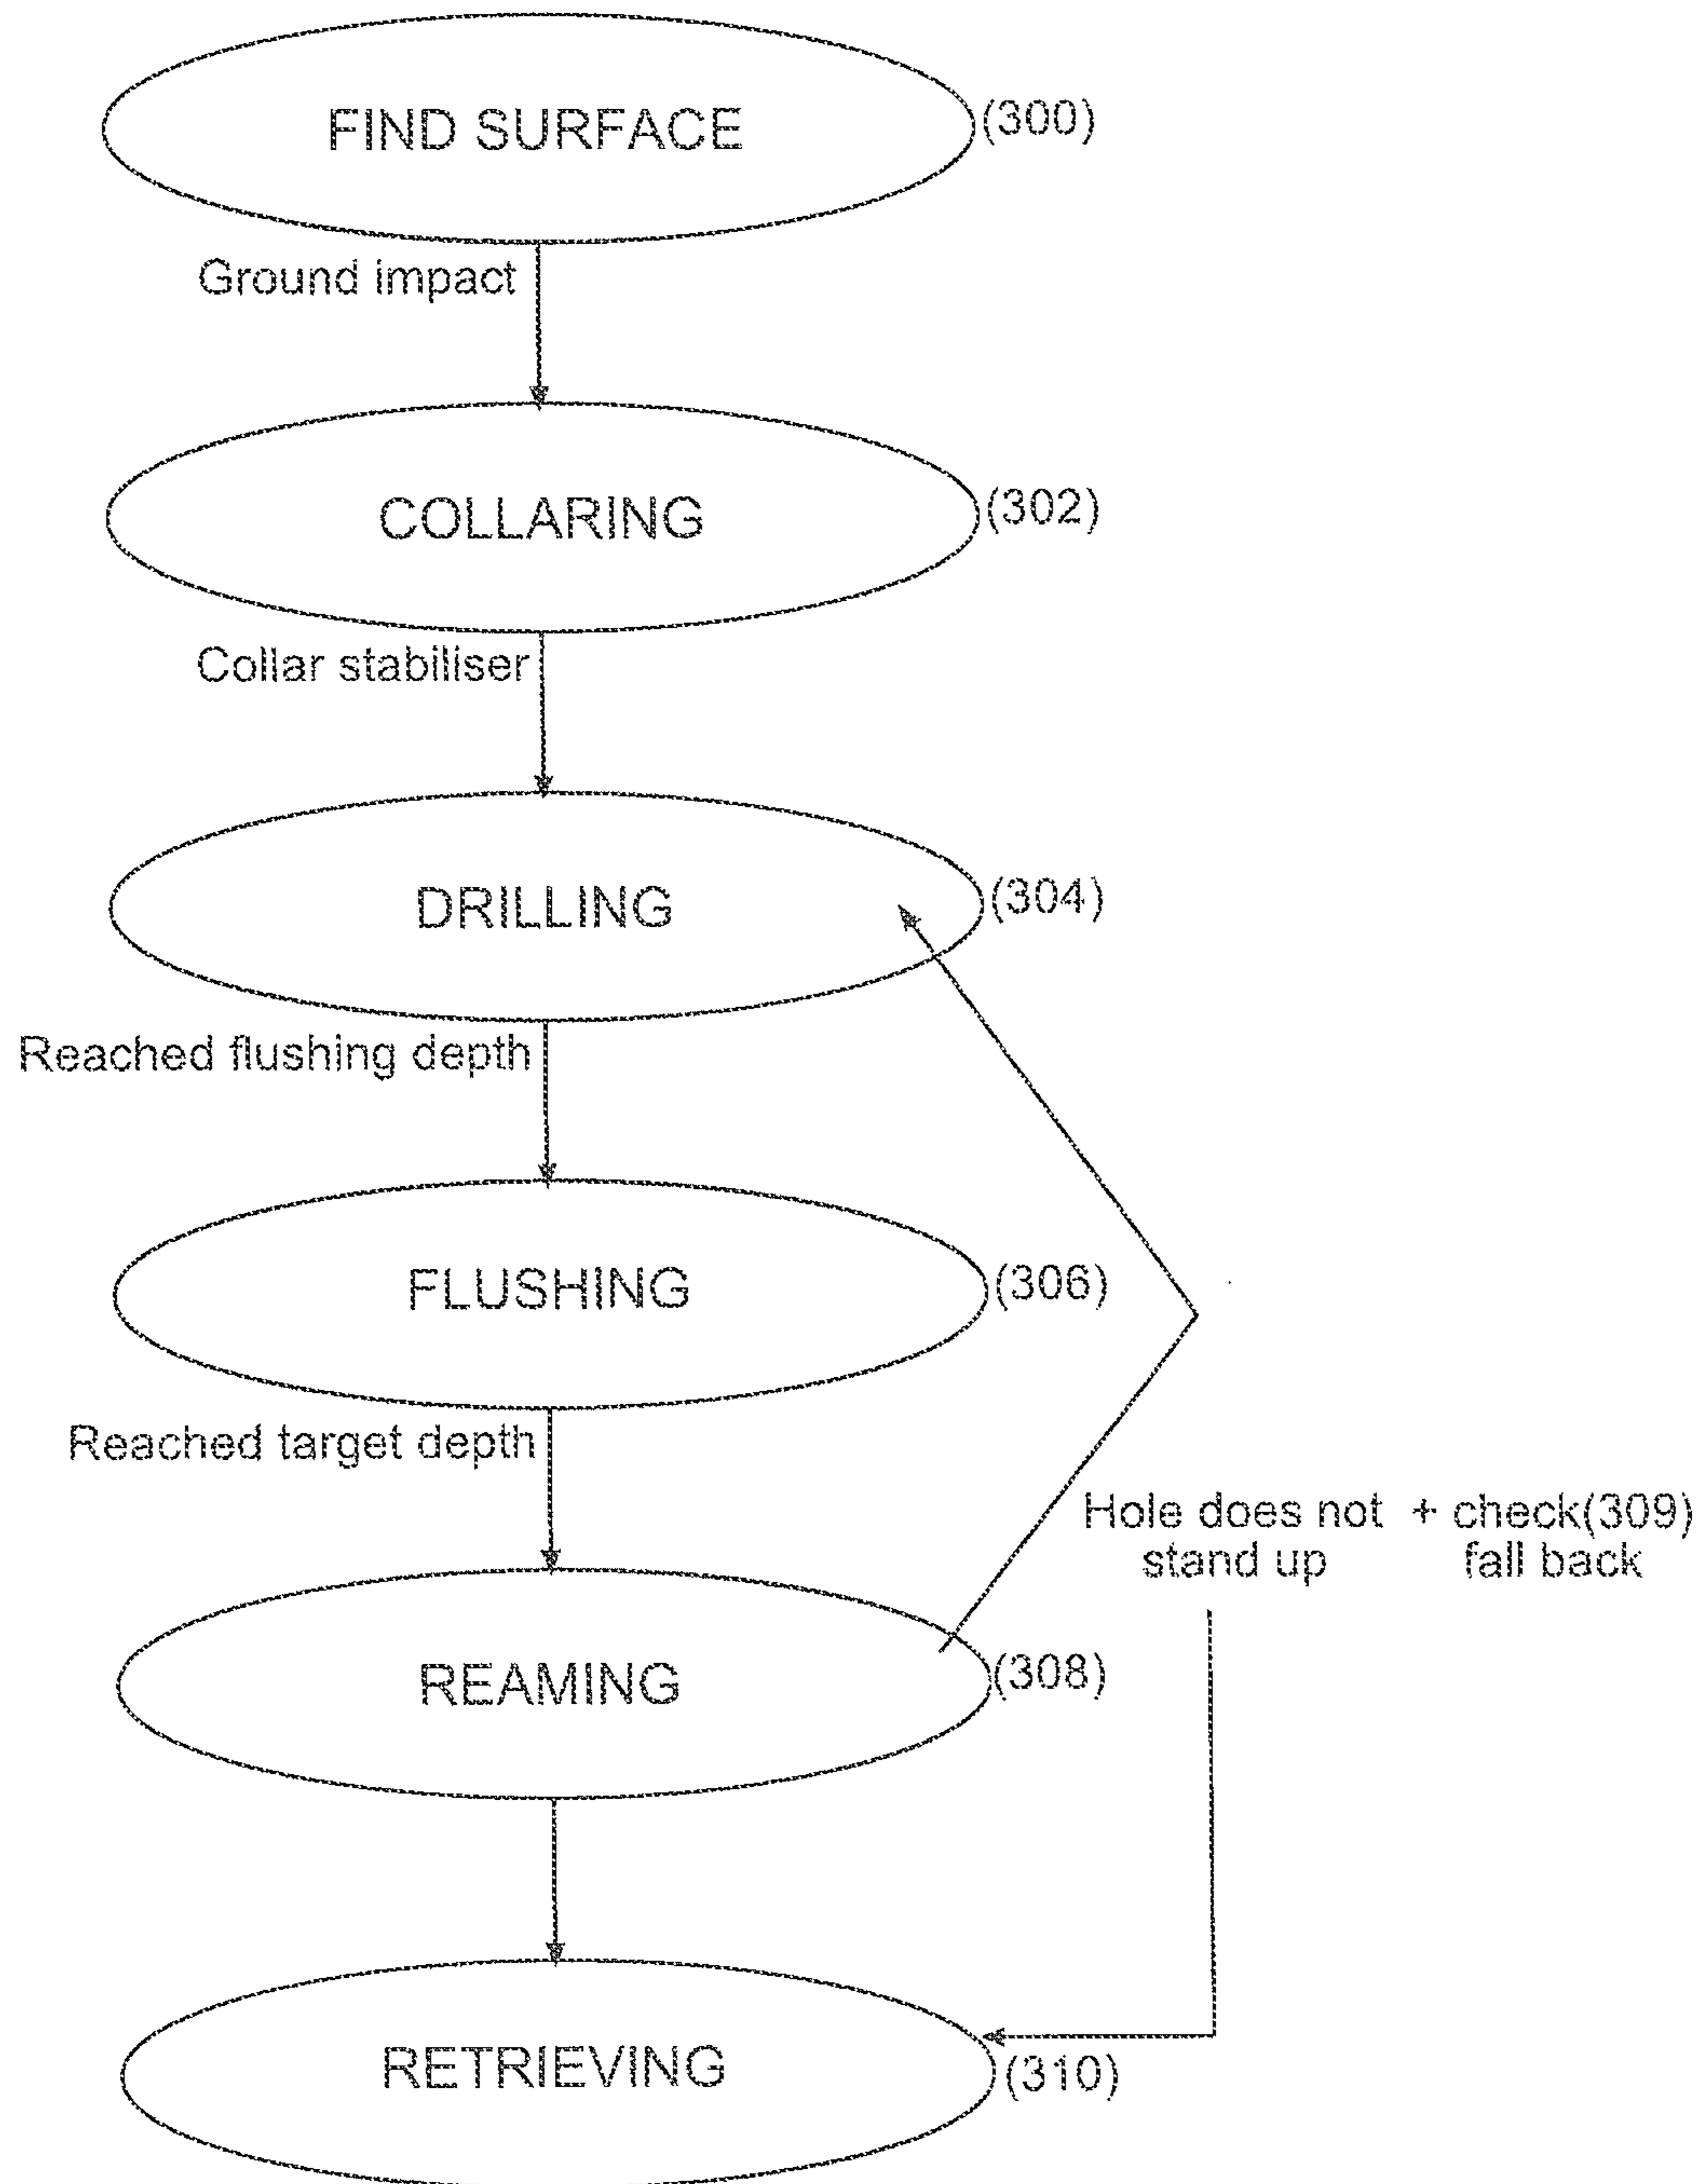 FIND SURFACE
(300)
Ground impact
COLLARING
(302)
Collar stabiliser
DRILLING
(304)
Reached flushing depth
FLUSHING
(306)
Reached target depth
Hole does not + check(309)
stand up fall back
REAMING
(308)
RETRIEVING
(310)